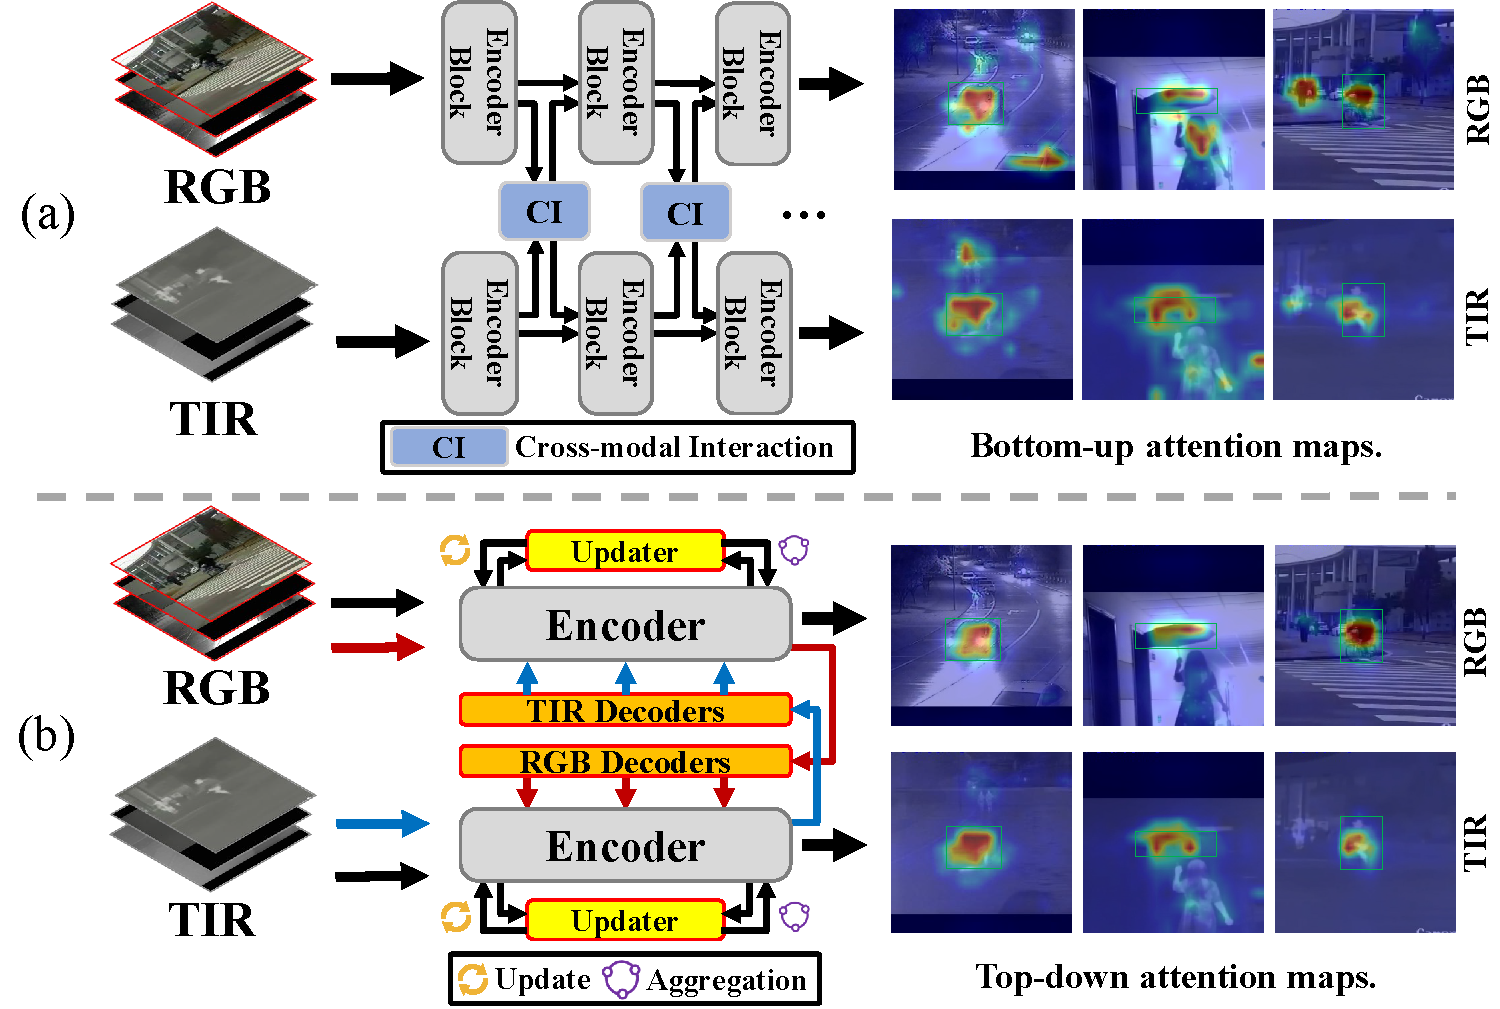 (a)
RGB
TIR
Encoder Block
Encoder Block
Encoder Block
CI
CI
...
Encoder Block
Encoder Block
Encoder Block
CI Cross-modal Interaction
RGB
TIR
Bottom-up attention maps.
(b)
RGB
TIR
Updater
Encoder
TIR Decoders
RGB Decoders
Encoder
Updater
Update Aggregation
RGB
TIR
Top-down attention maps.